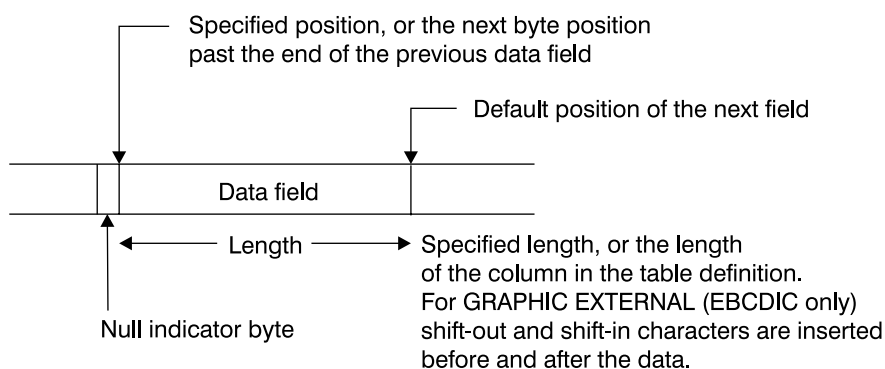 Specified position, or the next byte position
past the end of the previous data field
Default position of the next field
Data field
Length
Specified length, or the length
of the column in the table definition.
For GRAPHIC EXTERNAL (EBCDIC only)
shift-out and shift-in characters are inserted
before and after the data.
Null indicator byte